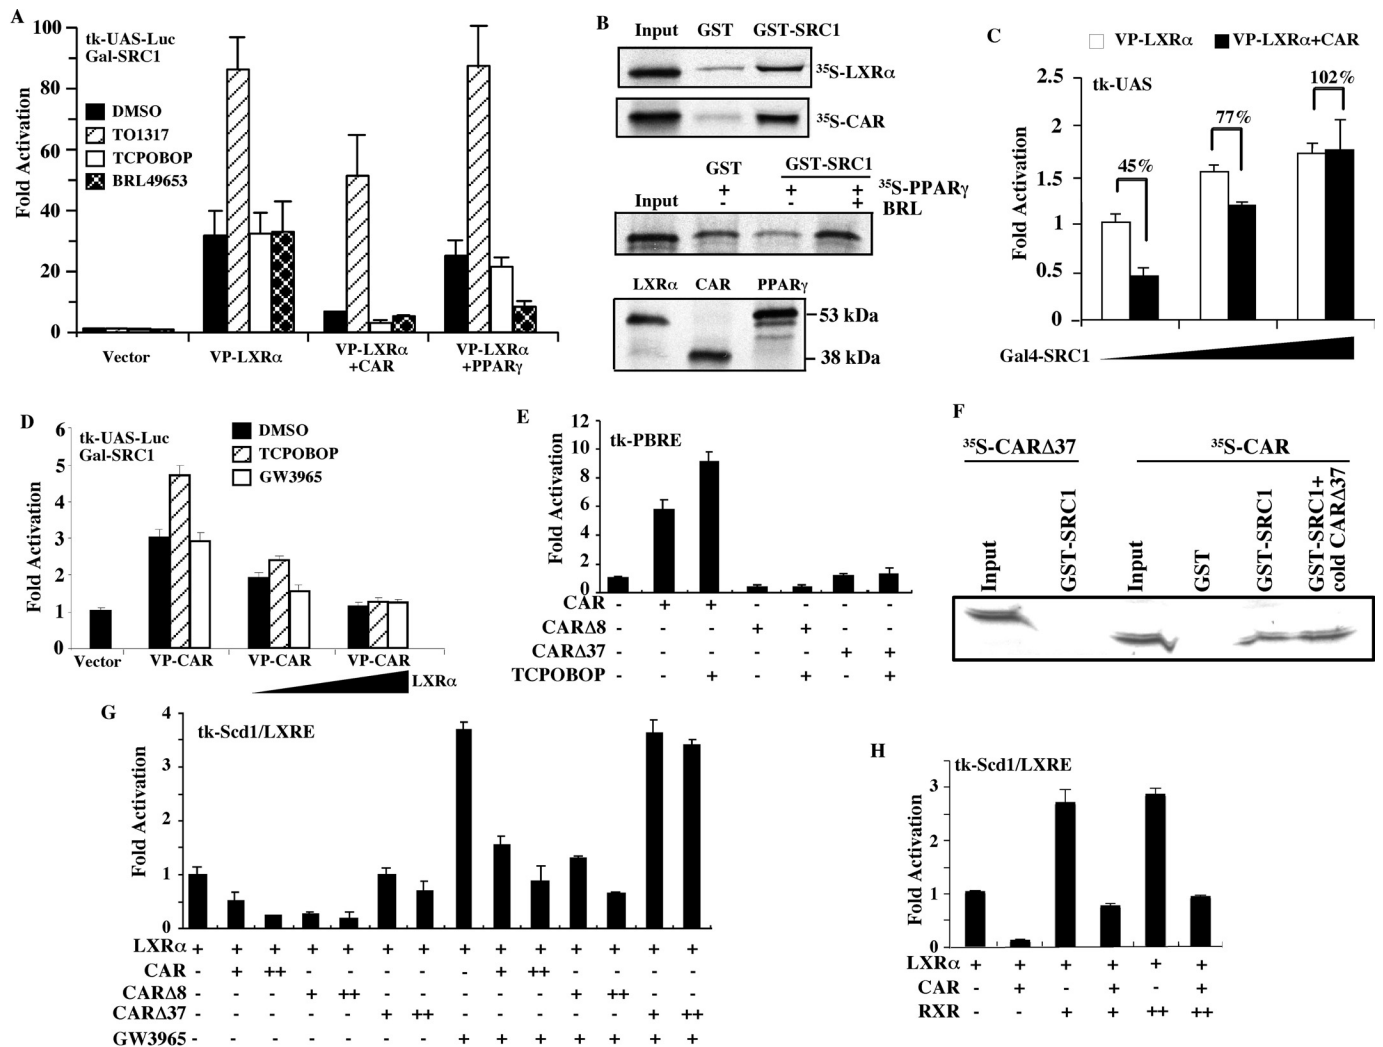 A
tk-UAS-Luc
Gal-SRC1
DMSO
TO1317
TCPOBOP
BRL49653
Fold Activation
100
80
60
40
20
0
Vector
VP-LXRα
VP-LXRα
+CAR
VP-LXRα
+PPARγ
B
Input GST GST-SRC1
35S-LXRα
35S-CAR
GST GST-SRC1
+ + + 35S-PPARγ
Input - - + BRL
LXRα CAR PPARγ
53 kDa
38 kDa
C
VP-LXRα VP-LXRα+CAR
tk-UAS
Fold Activation
2.5
2
1.5
1
0.5
0
45%
77%
102%
Gal4-SRC1
D
tk-UAS-Luc
Gal-SRC1
DMSO
TCPOBOP
GW3965
Fold Activation
6
5
4
3
2
1
0
Vector VP-CAR VP-CAR VP-CAR
LXRα
E
tk-PBRE
Fold Activation
12
10
8
6
4
2
0
CAR - + + - - - -
CARΔ8 - - - + + - -
CARΔ37 - - - - - + +
TCPOBOP - - + - + - +
F
35S-CARΔ37 35S-CAR
Input
GST-SRC1
Input
GST
GST-SRC1
GST-SRC1+
cold CARΔ37
G
tk-Scd1/LXRE
Fold Activation
4
3
2
1
0
LXRα + + + + + + + + + + + + + +
CAR - + ++ - - - - - + ++ - - - -
CARΔ8 - - - + ++ - - - - - + ++ - -
CARΔ37 - - - - - + ++ - - - - - + ++
GW3965 - - - - - - - + + + + + + +
H
tk-Scd1/LXRE
Fold Activation
3
2
1
0
LXRα + + + + + +
CAR - + - + - +
RXR - - + + ++ ++